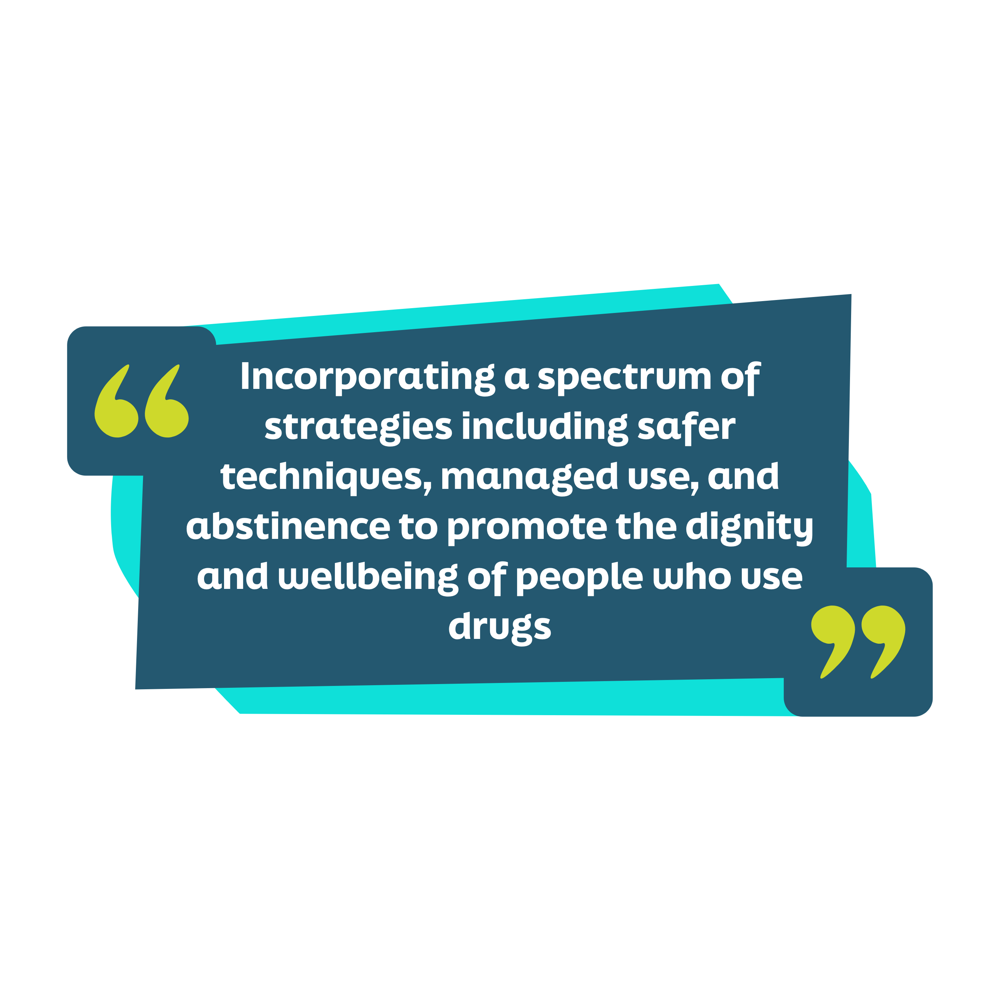 Incorporating a spectrum of
strategies including safer
techniques, managed use, and
abstinence to promote the dignity
and wellbeing of people who use
drugs